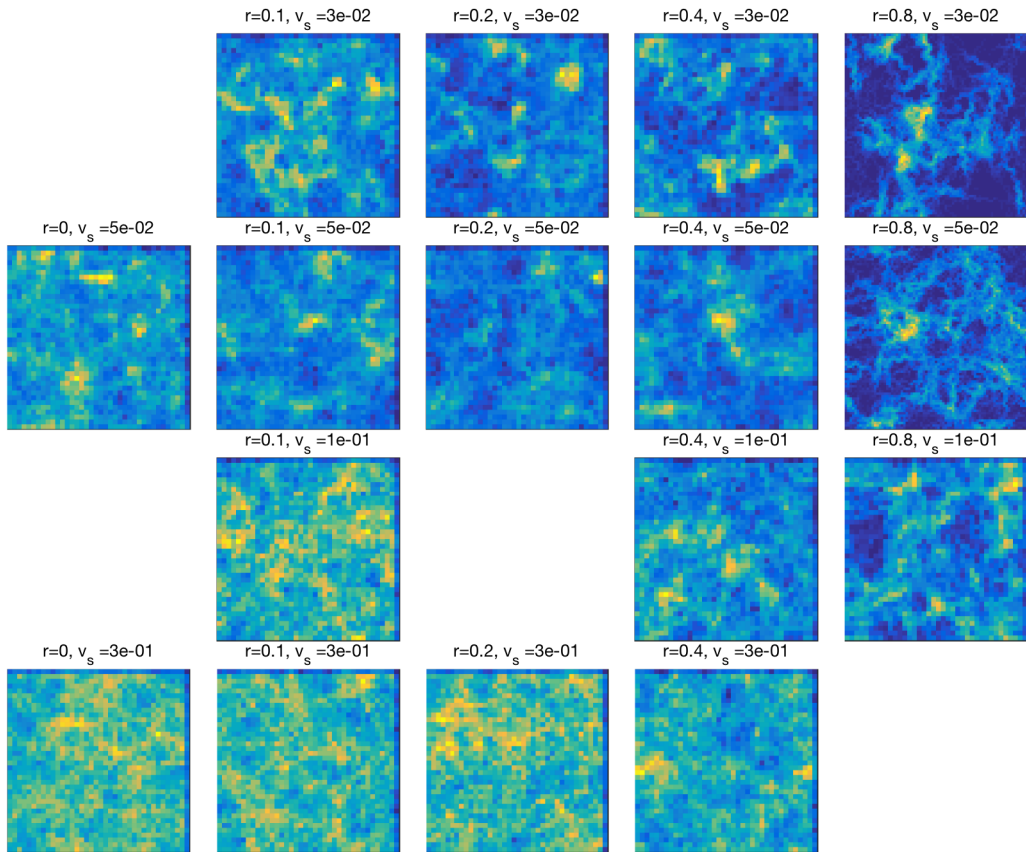 r=0.1, v_s =3e-02
r=0.2, v_s =3e-02
r=0.4, v_s =3e-02
r=0.8, v_s =3e-02
r=0, v_s =5e-02
r=0.1, v_s =5e-02
r=0.2, v_s =5e-02
r=0.4, v_s =5e-02
r=0.8, v_s =5e-02
r=0.1, v_s =1e-01
r=0.4, v_s =1e-01
r=0.8, v_s =1e-01
r=0, v_s =3e-01
r=0.1, v_s =3e-01
r=0.2, v_s =3e-01
r=0.4, v_s =3e-01